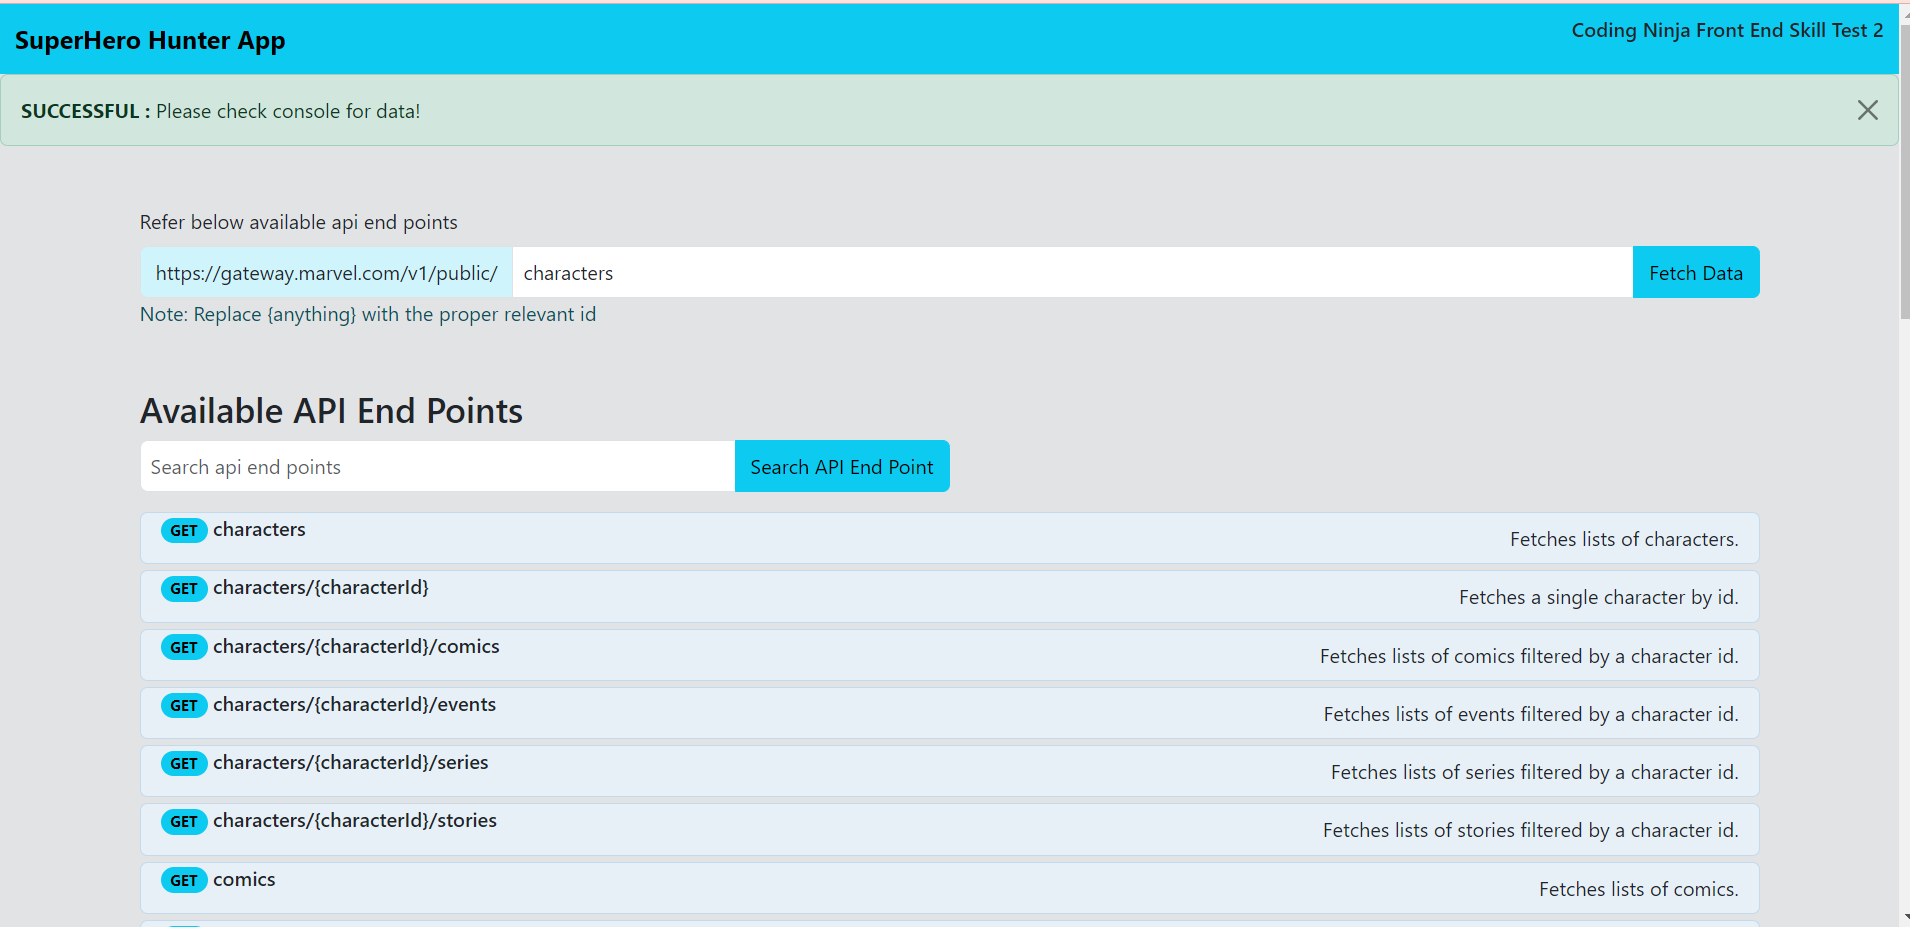 SuperHero Hunter App
Coding Ninja Front End Skill Test 2
SUCCESSFUL : Please check console for data!
Refer below available api end points
https://gateway.marvel.com/v1/public/ characters Fetch Data
Note: Replace {anything} with the proper relevant id
Available API End Points
Search api end points Search API End Point
GET characters Fetches lists of characters.
GET characters/{characterId} Fetches a single character by id.
GET characters/{characterId}/comics Fetches lists of comics filtered by a character id.
GET characters/{characterId}/events Fetches lists of events filtered by a character id.
GET characters/{characterId}/series Fetches lists of series filtered by a character id.
GET characters/{characterId}/stories Fetches lists of stories filtered by a character id.
GET comics Fetches lists of comics.